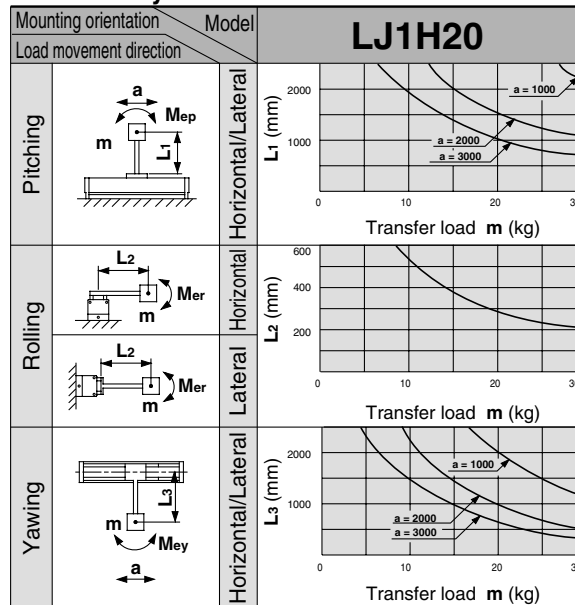 Mounting orientation
Model
Load movement direction
LJ1H20
Pitching
a
Mep
m
L1
Horizontal/Lateral
L1 (mm)
2000
1000
a = 1000
a = 2000
a = 3000
0
10
20
Transfer load m (kg)
Rolling
L2
Mer
m
Horizontal
L2
Mer
m
Lateral
L2 (mm)
600
400
200
0
10
20
Transfer load m (kg)
Yawing
L3
m
Mey
a
Horizontal/Lateral
L3 (mm)
2000
1000
a = 1000
a = 2000
a = 3000
0
10
20
Transfer load m (kg)